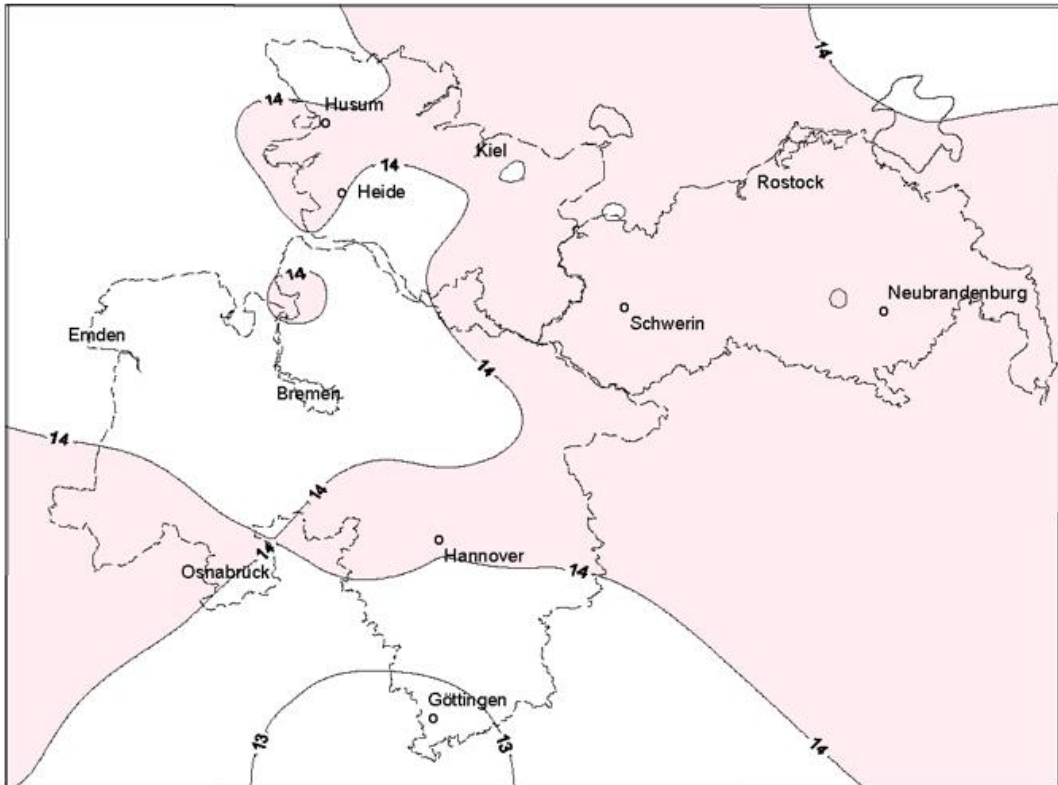 14
14
Husum
Kiel
14
Heide
Rostock
14
Neubrandenburg
Schwerin
Emden
14
Bremen
14
14
14
Hannover
Osnabrück
14
Göttingen
13
13
14